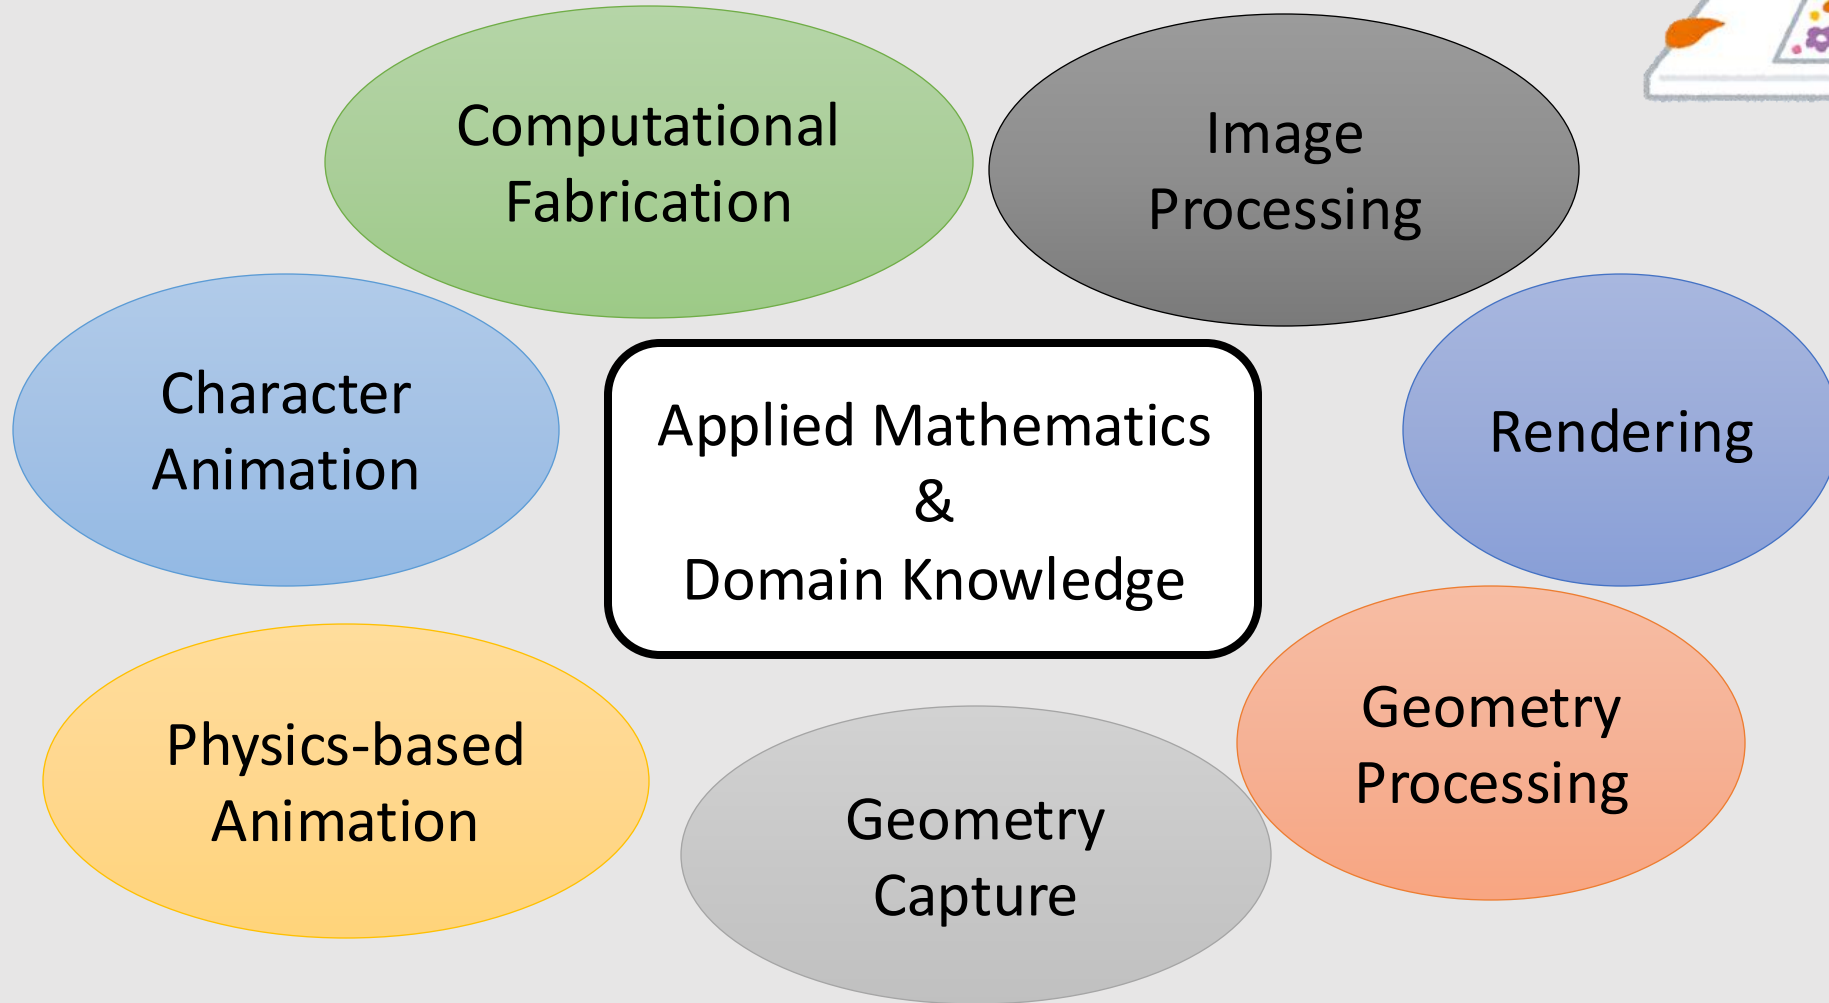 Computational
Fabrication
Image
Processing
Character
Animation
Applied Mathematics
&
Domain Knowledge
Rendering
Physics-based
Animation
Geometry
Capture
Geometry
Processing